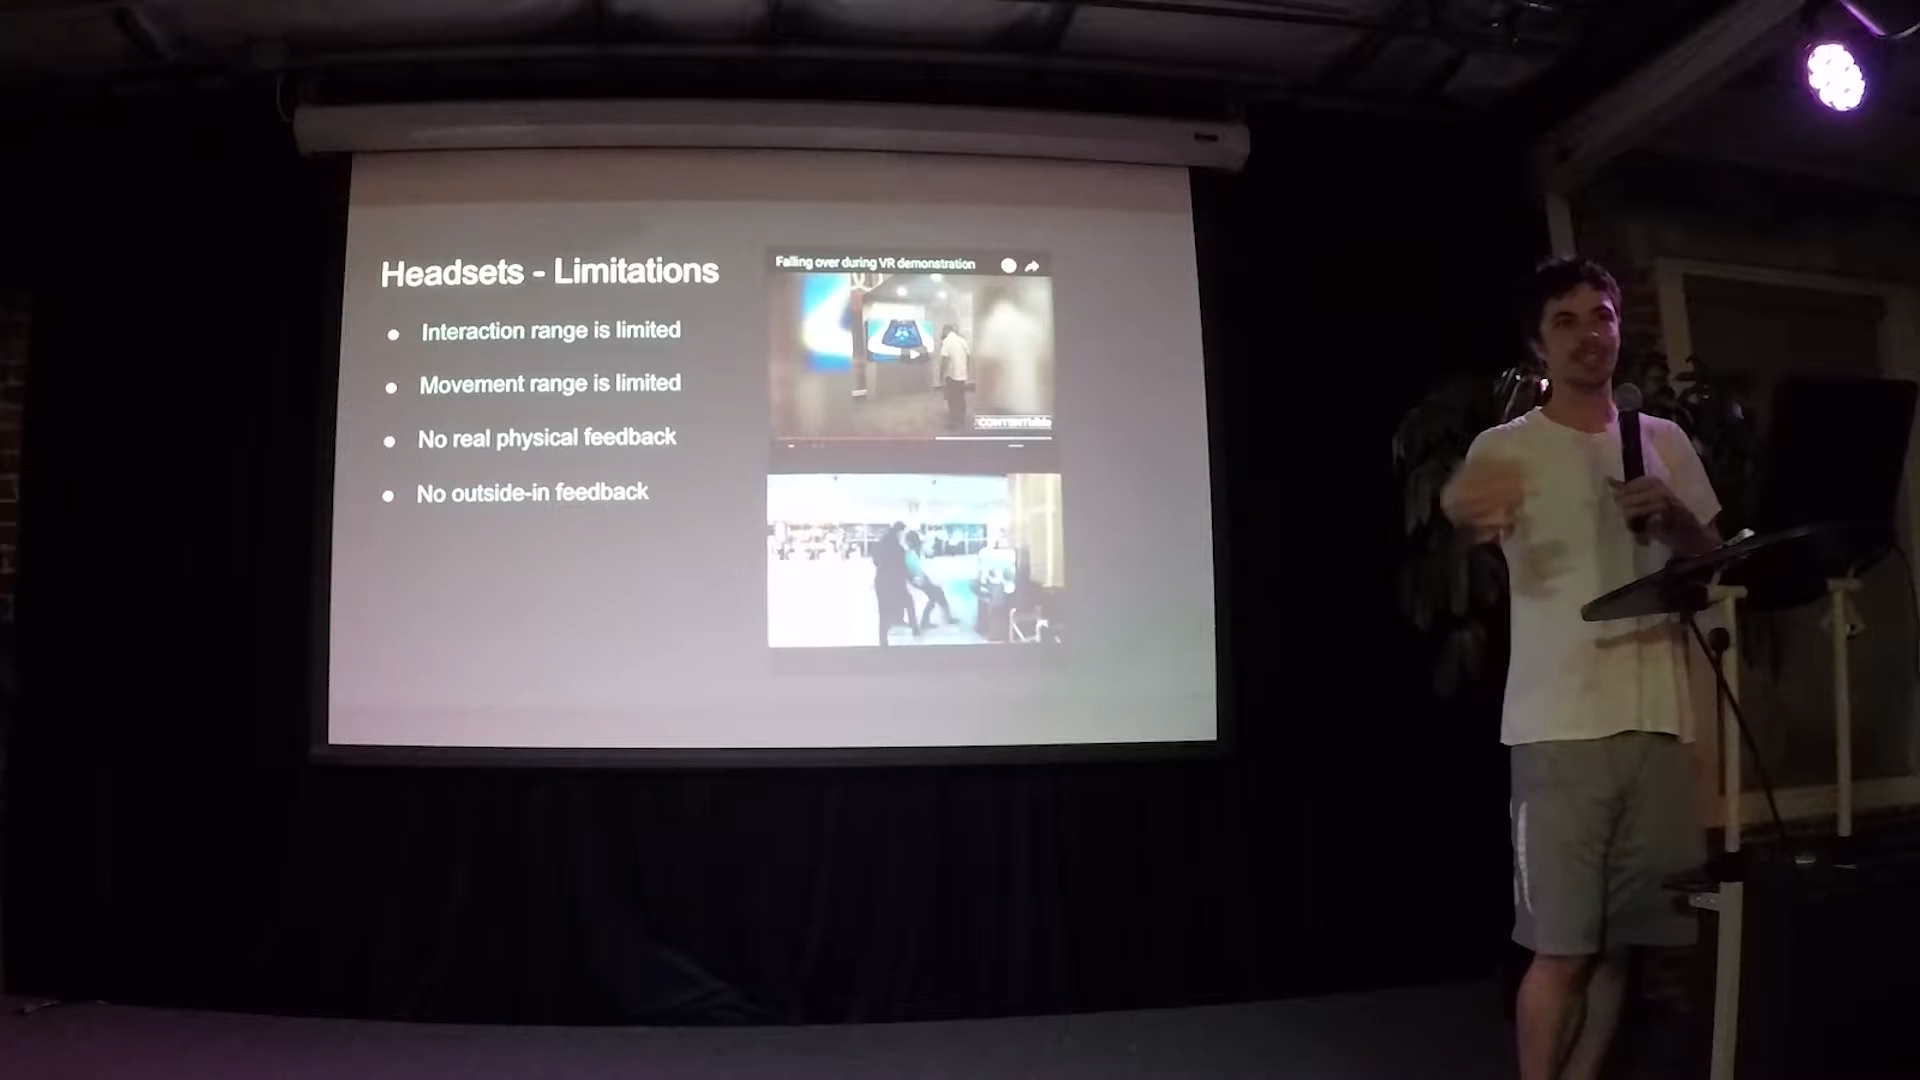 Headsets - Limitations
Interaction range is limited
Movement range is limited
No real physical feedback
No outside-in feedback
Falling over during VR demonstration